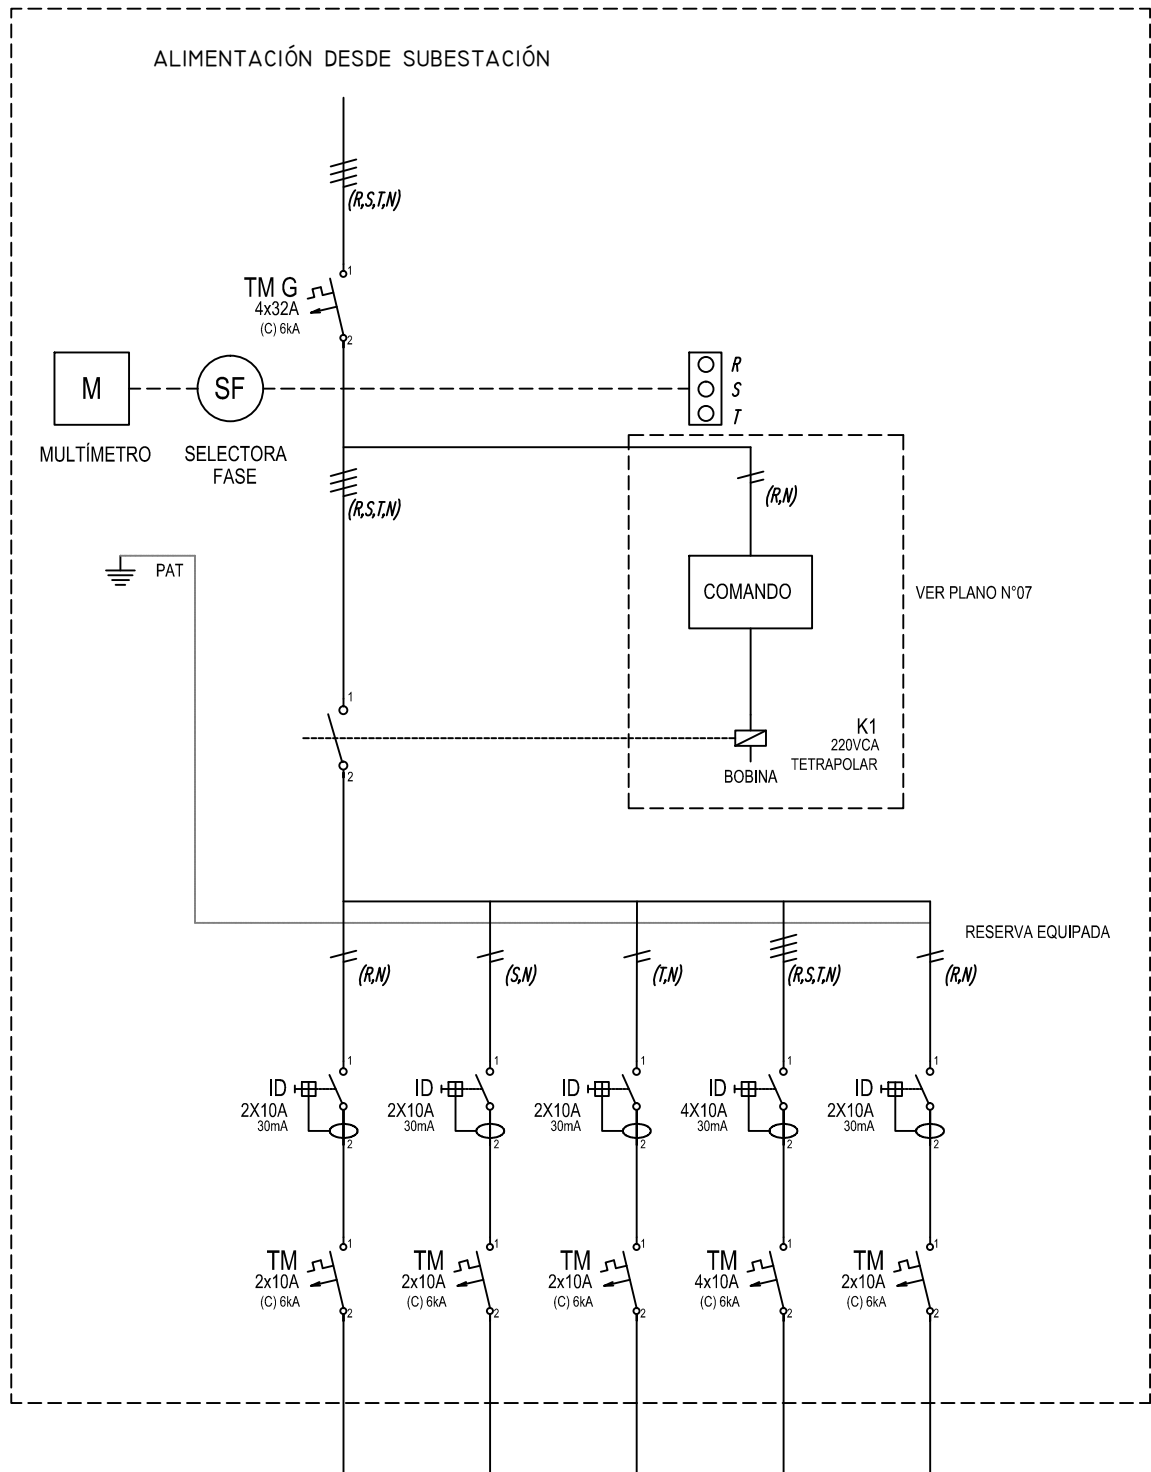 ALIMENTACIÓN DESDE SUBESTACIÓN
(R,S,T,N)
1
TM G
4x32A
(C) 6kA
2
M
SF
R
S
T
MULTÍMETRO
SELECTORA
FASE
(R,S,T,N)
(R,N)
PAT
COMANDO
VER PLANO N°07
1
2
K1
220VCA
TETRAPOLAR
BOBINA
RESERVA EQUIPADA
(R,N)
(S,N)
(T,N)
(R,S,T,N)
(R,N)
1
1
1
1
1
ID
ID
ID
ID
ID
2X10A
2X10A
2X10A
4X10A
2X10A
30mA
30mA
30mA
30mA
30mA
2
2
2
2
2
1
1
1
1
1
TM
TM
TM
TM
TM
2x10A
2x10A
2x10A
4x10A
2x10A
(C) 6kA
(C) 6kA
(C) 6kA
(C) 6kA
(C) 6kA
2
2
2
2
2